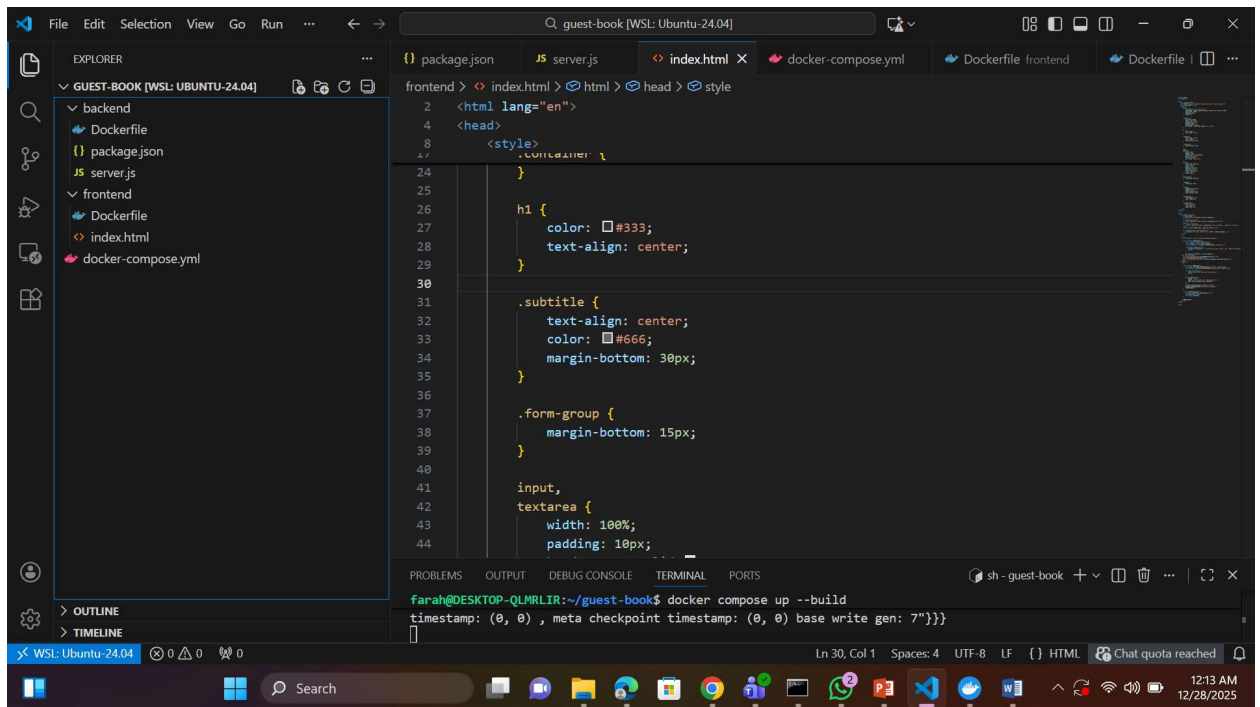 File Edit Selection View Go Run ··· guest-book [WSL: Ubuntu-24.04]
EXPLORER ···
GUEST-BOOK [WSL: UBUNTU-24.04]
backend
Dockerfile
{} package.json
JS server.js
frontend
Dockerfile
<> index.html
docker-compose.yml
OUTLINE
TIMELINE
{} package.json JS server.js <> index.html docker-compose.yml Dockerfile frontend Dockerfile
frontend > <> index.html > html > head > style
2 <html lang="en">
4 <head>
8 <style>
17 .container {
24 }
25
26 h1 {
27 color: #333;
28 text-align: center;
29 }
30
31 .subtitle {
32 text-align: center;
33 color: #666;
34 margin-bottom: 30px;
35 }
36
37 .form-group {
38 margin-bottom: 15px;
39 }
40
41 input,
42 textarea {
43 width: 100%;
44 padding: 10px;
PROBLEMS OUTPUT DEBUG CONSOLE TERMINAL PORTS sh - guest-book
farah@DESKTOP-QLMRLIR:~/guest-book$ docker compose up --build
timestamp: (0, 0) , meta checkpoint timestamp: (0, 0) base write gen: 7"}}}
WSL: Ubuntu-24.04 0 0 0 Ln 30, Col 1 Spaces: 4 UTF-8 LF {} HTML Chat quota reached
Search 2 12:13 AM
12/28/2025